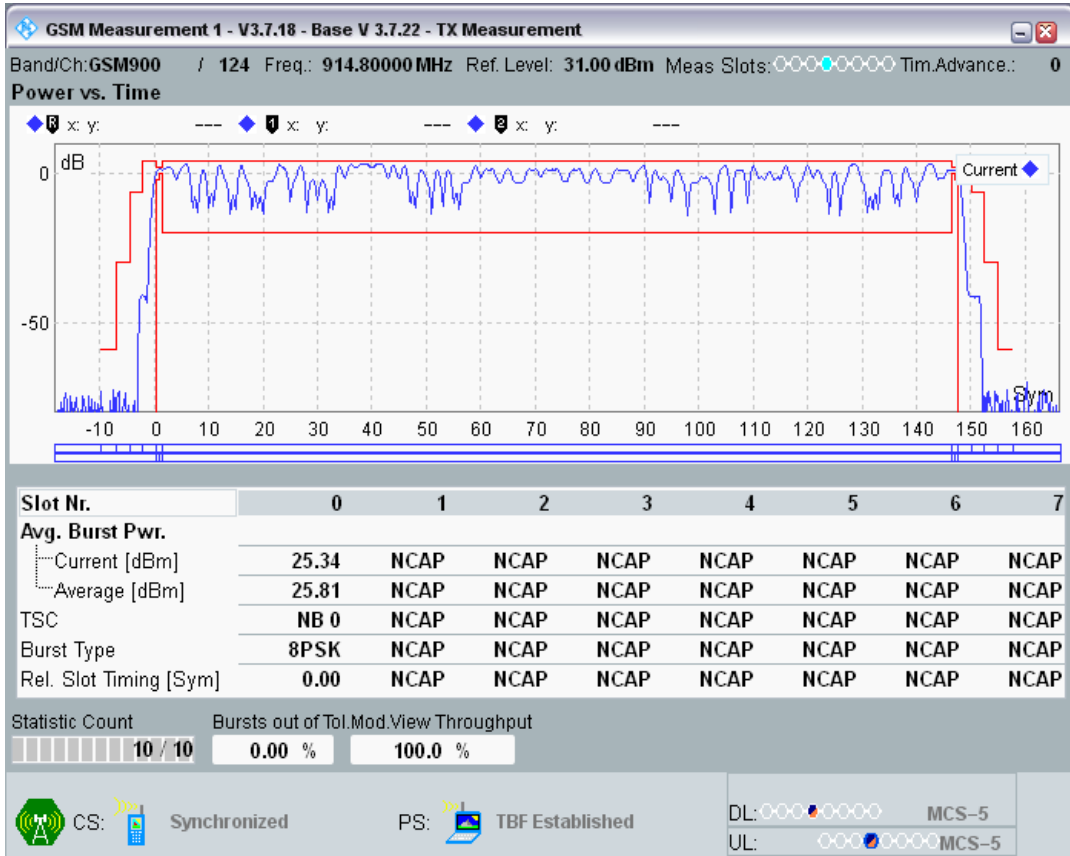 GSM Measurement 1 - V3.7.18 - Base V 3.7.22 - TX Measurement
Band/Ch:GSM900 / 124 Freq.: 914.80000 MHz Ref. Level: 31.00 dBm Meas Slots: Tim.Advance.: 0
Power vs. Time
R x: y: --- 1 x: y: --- 2 x: y: ---
dB
Current
0
-50
Sym
-10 0 10 20 30 40 50 60 70 80 90 100 110 120 130 140 150 160
Slot Nr. 0 1 2 3 4 5 6 7
Avg. Burst Pwr.
Current [dBm] 25.34 NCAP NCAP NCAP NCAP NCAP NCAP NCAP
Average [dBm] 25.81 NCAP NCAP NCAP NCAP NCAP NCAP NCAP
TSC NB 0 NCAP NCAP NCAP NCAP NCAP NCAP NCAP
Burst Type 8PSK NCAP NCAP NCAP NCAP NCAP NCAP NCAP
Rel. Slot Timing [Sym] 0.00 NCAP NCAP NCAP NCAP NCAP NCAP NCAP
Statistic Count Bursts out of Tol.Mod.View Throughput
10 / 10 0.00 % 100.0 %
CS: Synchronized PS: TBF Established
DL: MCS-5
UL: MCS-5